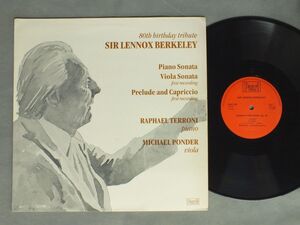 80th birthday tribute
SIR LENNOX BERKELEY
Piano Sonata
Viola Sonata
first recording
Prelude and Capriccio
first recording
RAPHAEL TERRONI
piano
MICHAEL PONDER
viola